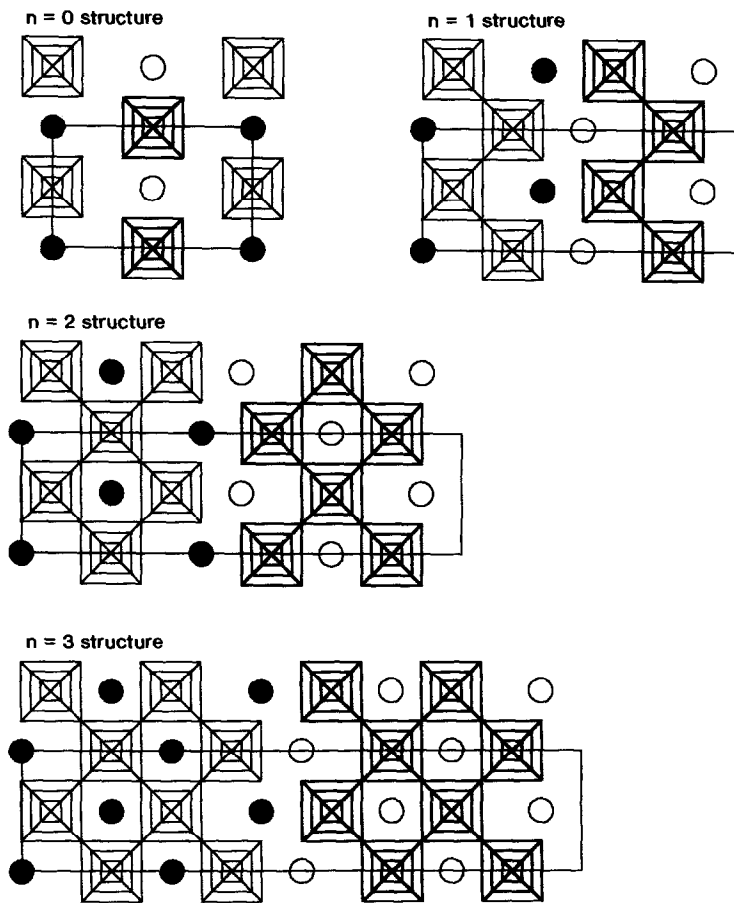 n = 0 structure
n = 1 structure
n = 2 structure
n = 3 structure